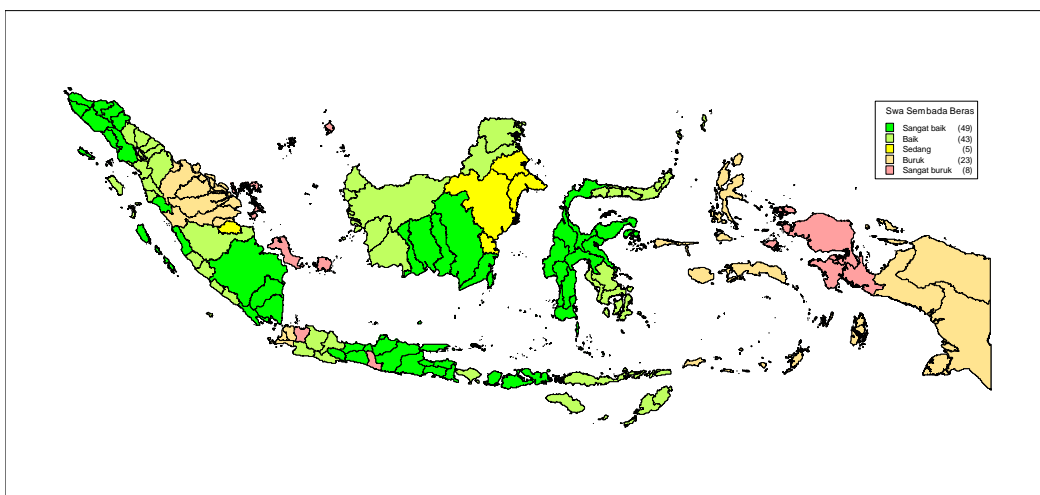 Swa Sembada Beras
Sangat baik (49)
Baik (43)
Sedang (5)
Buruk (23)
Sangat buruk (8)